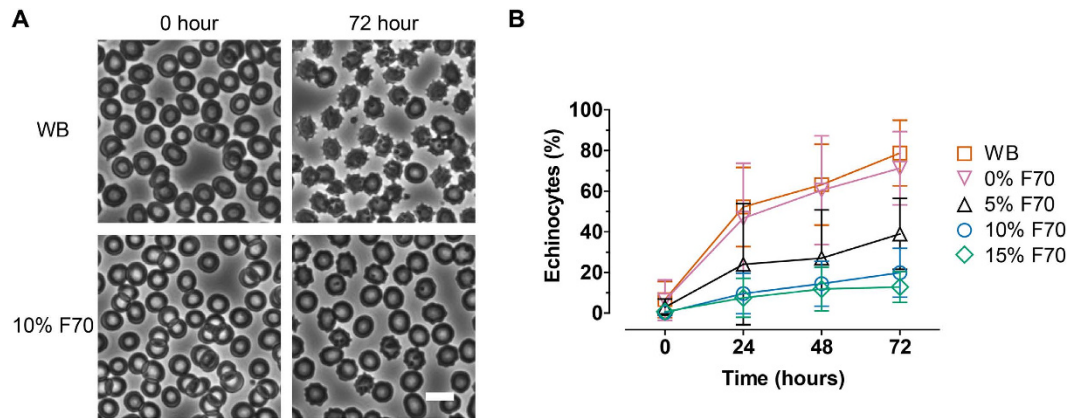 A
0 hour
72 hour
WB
10% F70
B
Echinocytes (%)
100
80
60
40
20
0
0
24
48
72
Time (hours)
WB
0% F70
5% F70
10% F70
15% F70